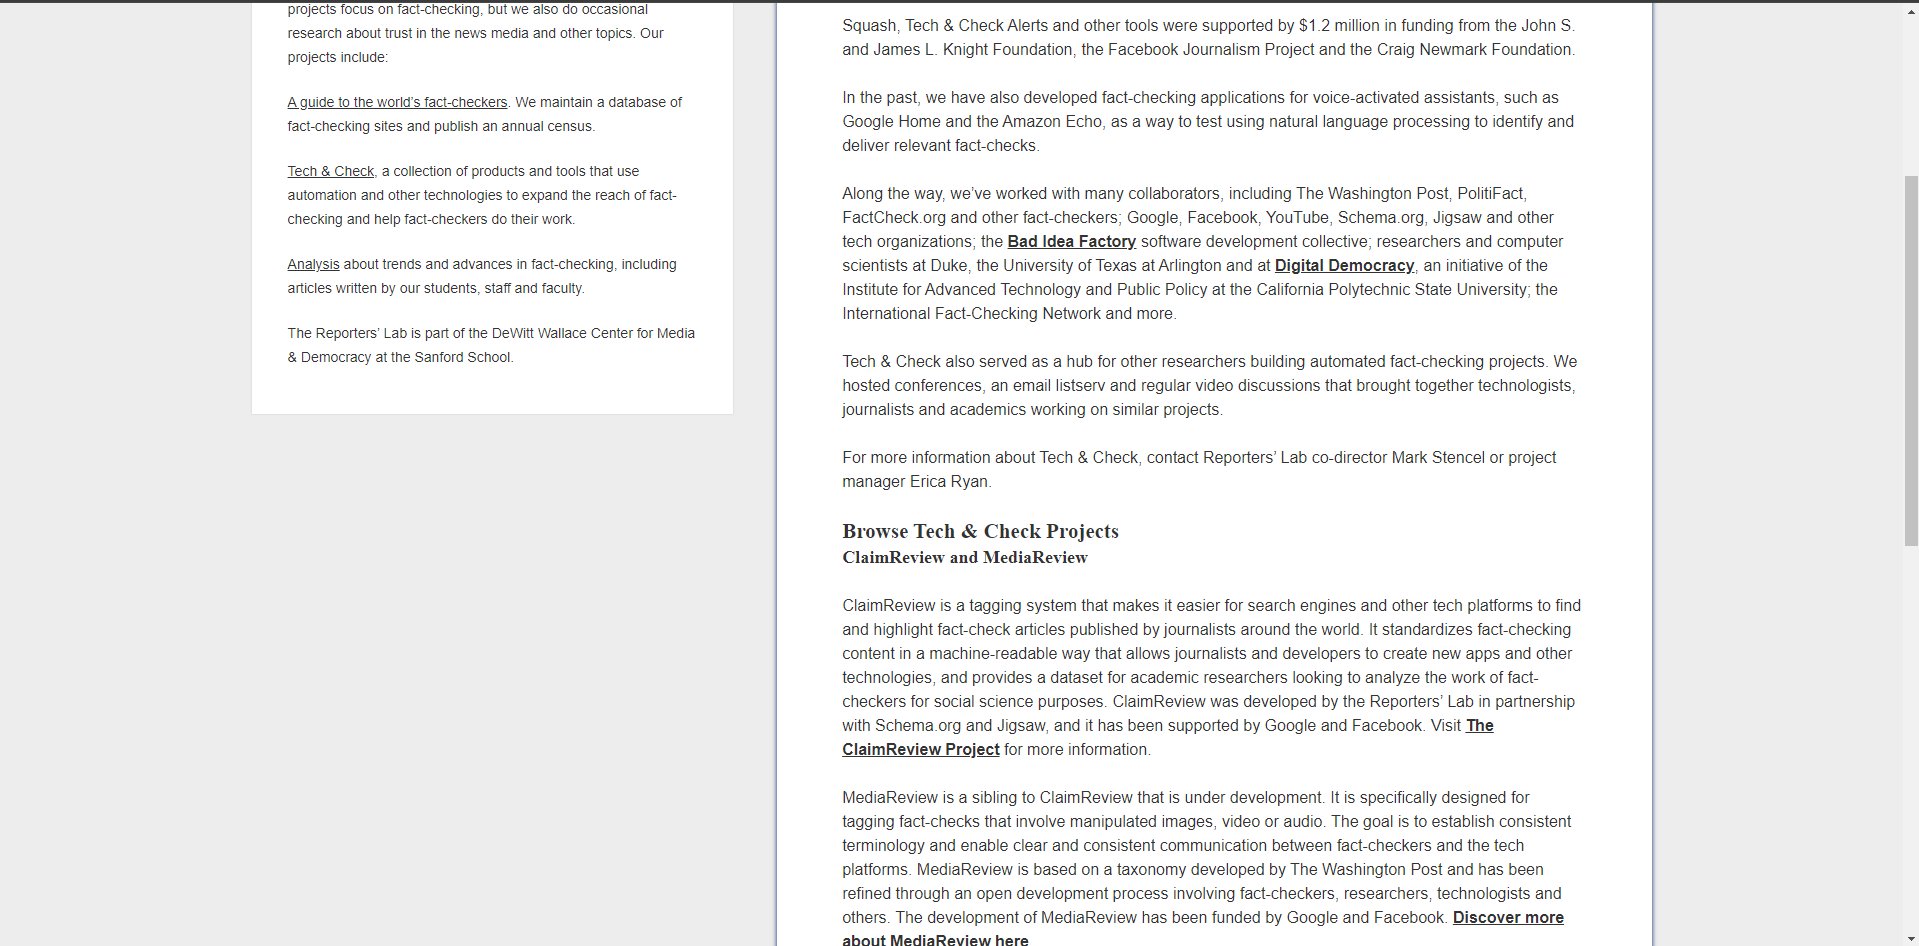 projects focus on fact-checking, but we also do occasional
research about trust in the news media and other topics. Our
projects include:
A guide to the world’s fact-checkers. We maintain a database of
fact-checking sites and publish an annual census.
Tech & Check, a collection of products and tools that use
automation and other technologies to expand the reach of fact-
checking and help fact-checkers do their work.
Analysis about trends and advances in fact-checking, including
articles written by our students, staff and faculty.
The Reporters’ Lab is part of the DeWitt Wallace Center for Media
& Democracy at the Sanford School.
Squash, Tech & Check Alerts and other tools were supported by $1.2 million in funding from the John S.
and James L. Knight Foundation, the Facebook Journalism Project and the Craig Newmark Foundation.
In the past, we have also developed fact-checking applications for voice-activated assistants, such as
Google Home and the Amazon Echo, as a way to test using natural language processing to identify and
deliver relevant fact-checks.
Along the way, we’ve worked with many collaborators, including The Washington Post, PolitiFact,
FactCheck.org and other fact-checkers; Google, Facebook, YouTube, Schema.org, Jigsaw and other
tech organizations; the Bad Idea Factory software development collective; researchers and computer
scientists at Duke, the University of Texas at Arlington and at Digital Democracy, an initiative of the
Institute for Advanced Technology and Public Policy at the California Polytechnic State University; the
International Fact-Checking Network and more.
Tech & Check also served as a hub for other researchers building automated fact-checking projects. We
hosted conferences, an email listserv and regular video discussions that brought together technologists,
journalists and academics working on similar projects.
For more information about Tech & Check, contact Reporters’ Lab co-director Mark Stencel or project
manager Erica Ryan.
Browse Tech & Check Projects
ClaimReview and MediaReview
ClaimReview is a tagging system that makes it easier for search engines and other tech platforms to find
and highlight fact-check articles published by journalists around the world. It standardizes fact-checking
content in a machine-readable way that allows journalists and developers to create new apps and other
technologies, and provides a dataset for academic researchers looking to analyze the work of fact-
checkers for social science purposes. ClaimReview was developed by the Reporters’ Lab in partnership
with Schema.org and Jigsaw, and it has been supported by Google and Facebook. Visit The
ClaimReview Project for more information.
MediaReview is a sibling to ClaimReview that is under development. It is specifically designed for
tagging fact-checks that involve manipulated images, video or audio. The goal is to establish consistent
terminology and enable clear and consistent communication between fact-checkers and the tech
platforms. MediaReview is based on a taxonomy developed by The Washington Post and has been
refined through an open development process involving fact-checkers, researchers, technologists and
others. The development of MediaReview has been funded by Google and Facebook. Discover more
about MediaReview here